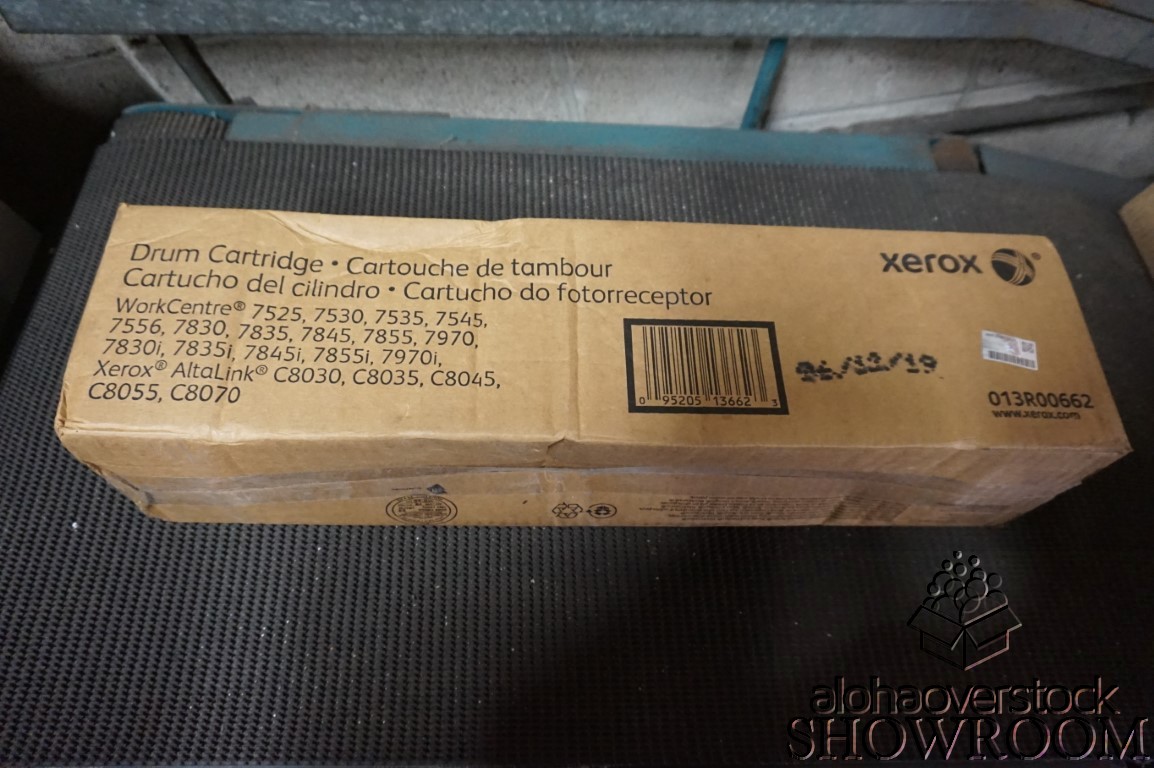 Drum Cartridge • Cartouche de tambour
Cartucho del cilindro • Cartucho do fotorreceptor
WorkCentre® 7525, 7530, 7535, 7545,
7556, 7830, 7835, 7845, 7855, 7970,
7830i, 7835i, 7845i, 7855i, 7970i,
Xerox® AltaLink® C8030, C8035, C8045,
C8055, C8070
xerox ®
0 95205 13662 3
013R00662
www.xerox.com
alohaoverstock
SHOWROOM